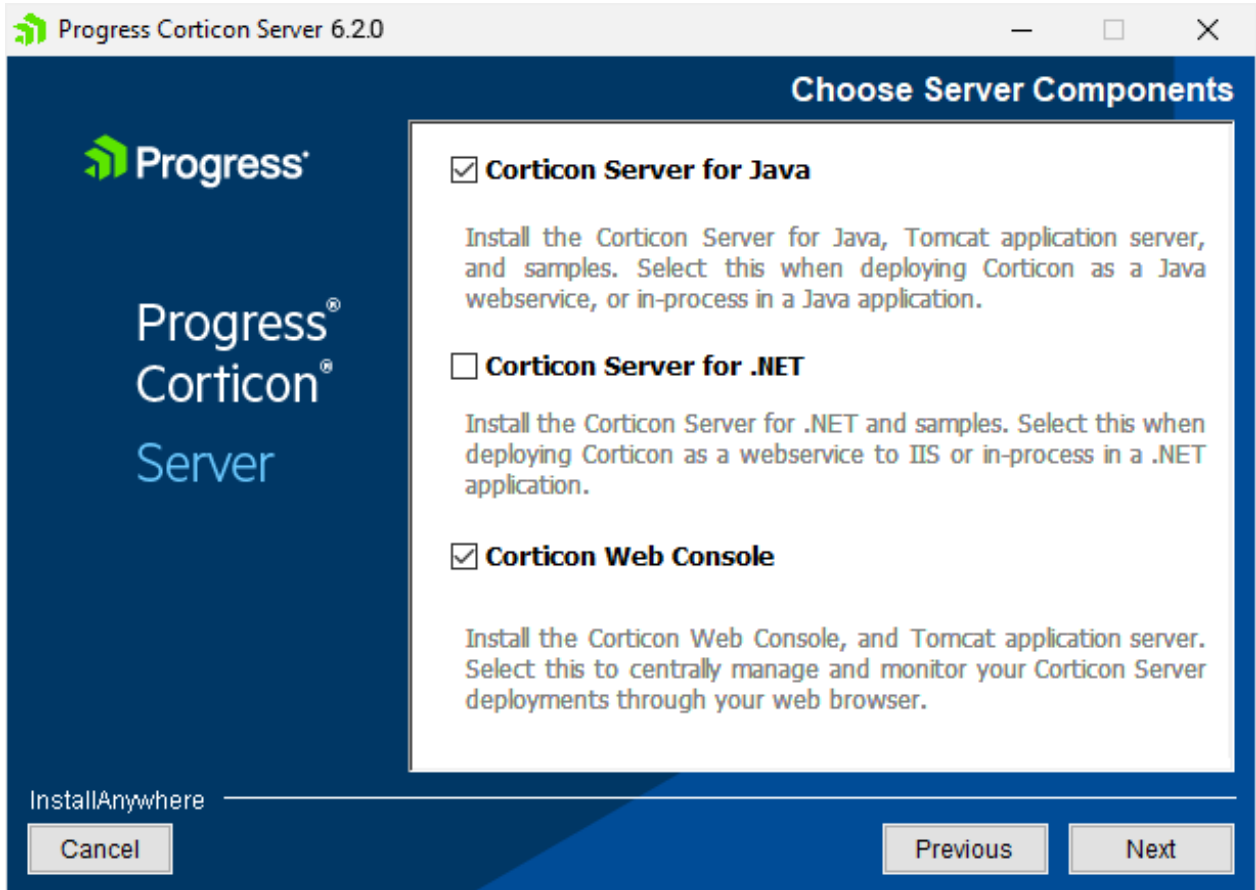 Progress Corticon Server 6.2.0
Choose Server Components
Progress
Progress®
Corticon®
Server
Corticon Server for Java
Install the Corticon Server for Java, Tomcat application server,
and samples. Select this when deploying Corticon as a Java
webservice, or in-process in a Java application.
Corticon Server for .NET
Install the Corticon Server for .NET and samples. Select this when
deploying Corticon as a webservice to IIS or in-process in a .NET
application.
Corticon Web Console
Install the Corticon Web Console, and Tomcat application server.
Select this to centrally manage and monitor your Corticon Server
deployments through your web browser.
InstallAnywhere
Cancel
Previous
Next